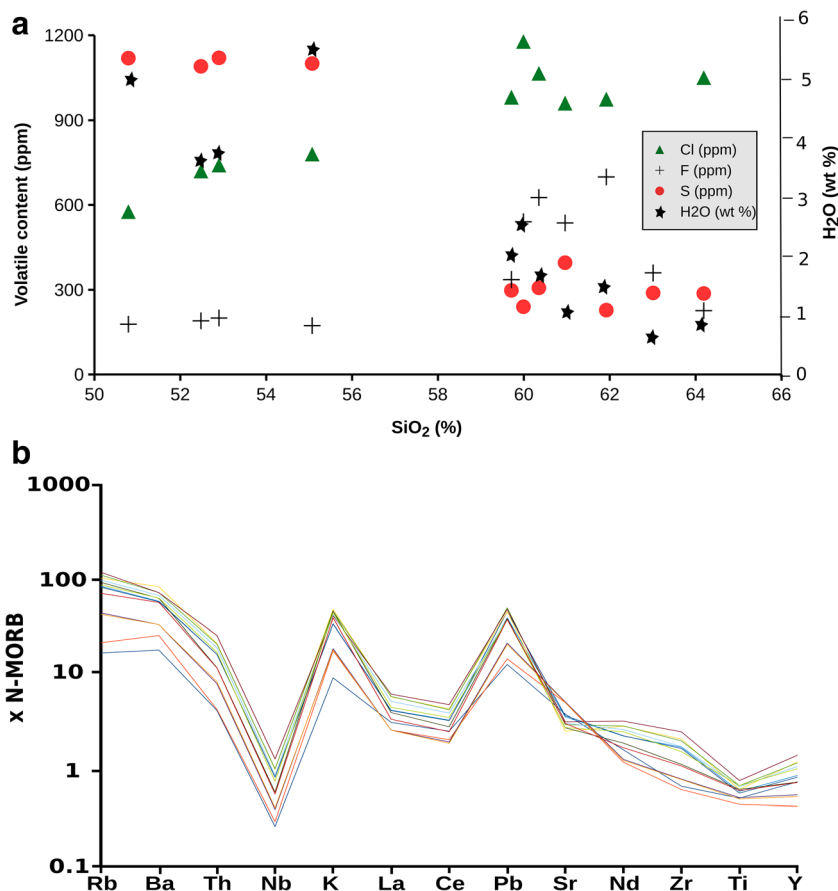 a
1200
900
600
300
0
Volatile content (ppm)
6
5
4
3
2
1
0
H2O (wt %)
Cl (ppm)
F (ppm)
S (ppm)
H2O (wt %)
50 52 54 56 58 60 62 64 66
SiO2 (%)
b
1000
100
10
1
0.1
x N-MORB
Rb Ba Th Nb K La Ce Pb Sr Nd Zr Ti Y